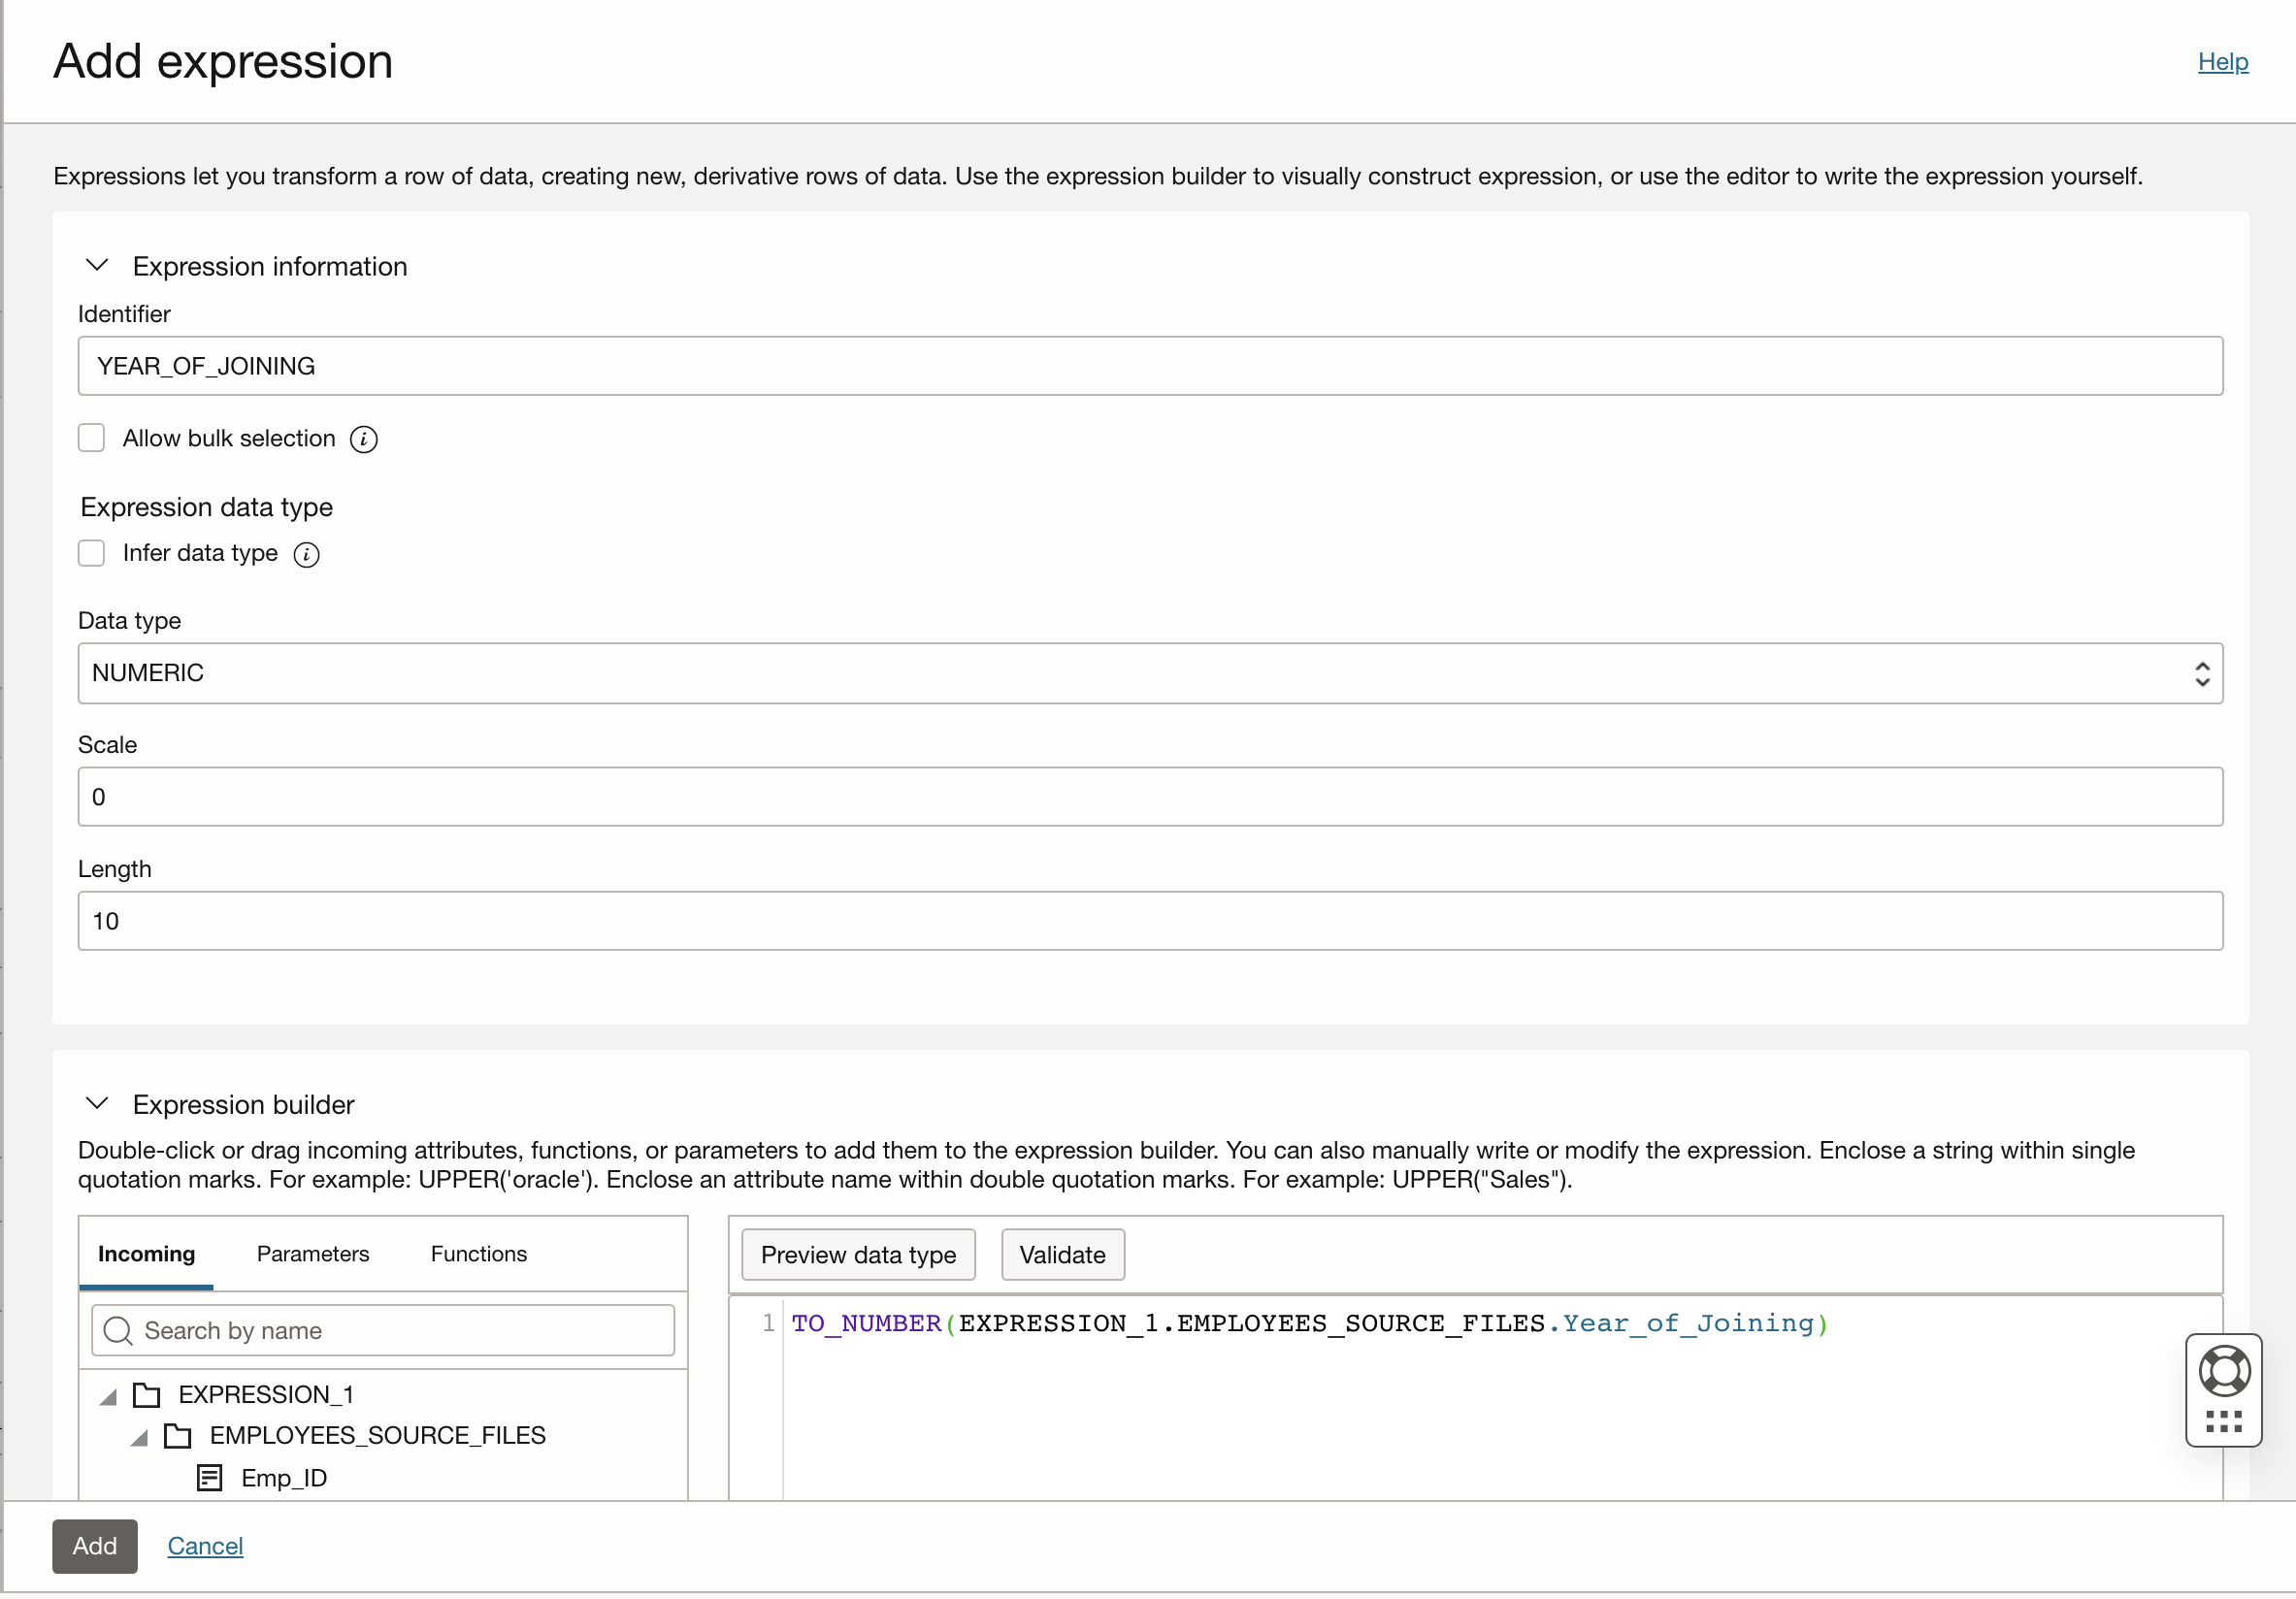 Add expression
Help
Expressions let you transform a row of data, creating new, derivative rows of data. Use the expression builder to visually construct expression, or use the editor to write the expression yourself.
Expression information
Identifier
YEAR_OF_JOINING
Allow bulk selection
Expression data type
Infer data type
Data type
NUMERIC
Scale
0
Length
10
Expression builder
Double-click or drag incoming attributes, functions, or parameters to add them to the expression builder. You can also manually write or modify the expression. Enclose a string within single
quotation marks. For example: UPPER('oracle'). Enclose an attribute name within double quotation marks. For example: UPPER("Sales").
Incoming Parameters Functions
Search by name
EXPRESSION_1
EMPLOYEES_SOURCE_FILES
Emp_ID
Preview data type Validate
1 TO_NUMBER(EXPRESSION_1.EMPLOYEES_SOURCE_FILES.Year_of_Joining)
Add Cancel